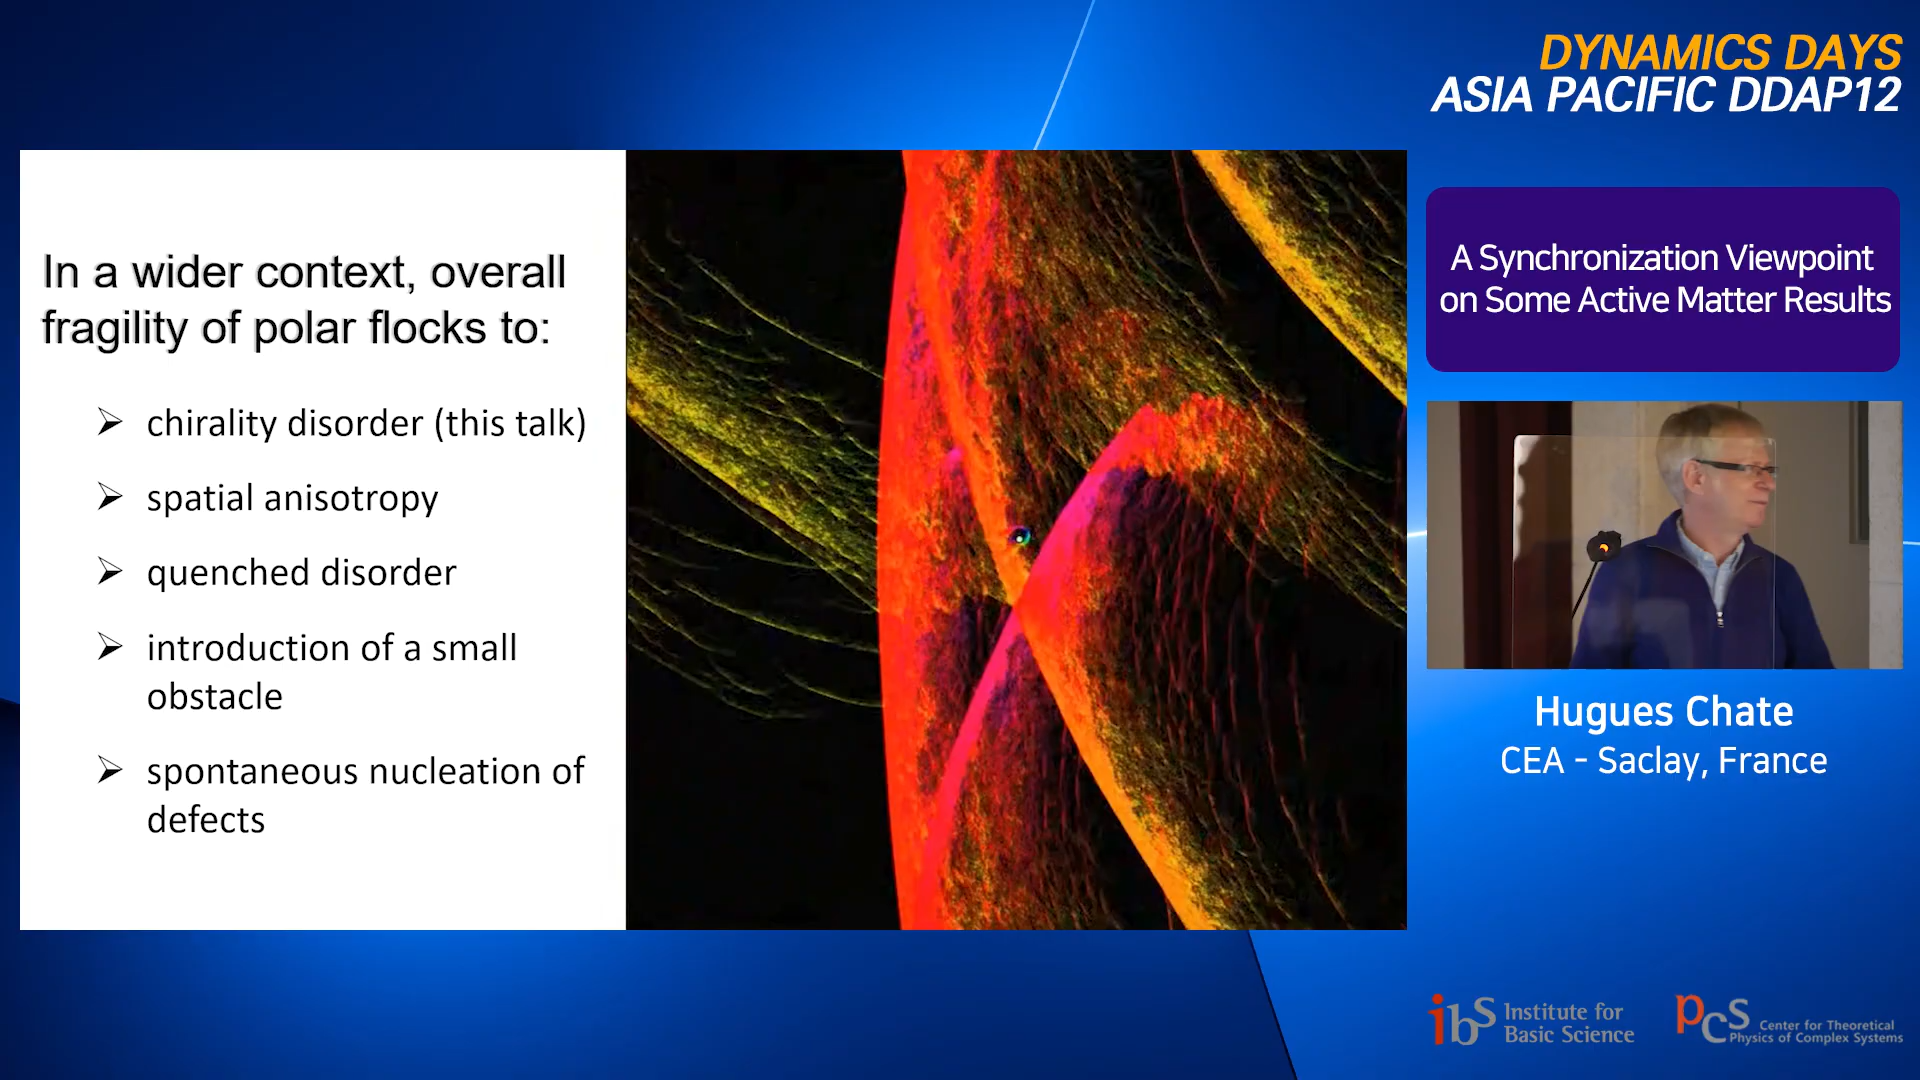 DYNAMICS DAYS
ASIA PACIFIC DDAP12
In a wider context, overall
fragility of polar flocks to:
➢ chirality disorder (this talk)
➢ spatial anisotropy
➢ quenched disorder
➢ introduction of a small
obstacle
➢ spontaneous nucleation of
defects
A Synchronization Viewpoint
on Some Active Matter Results
Hugues Chate
CEA - Saclay, France
ibS Institute for
Basic Science
PCS Center for Theoretical
Physics of Complex Systems